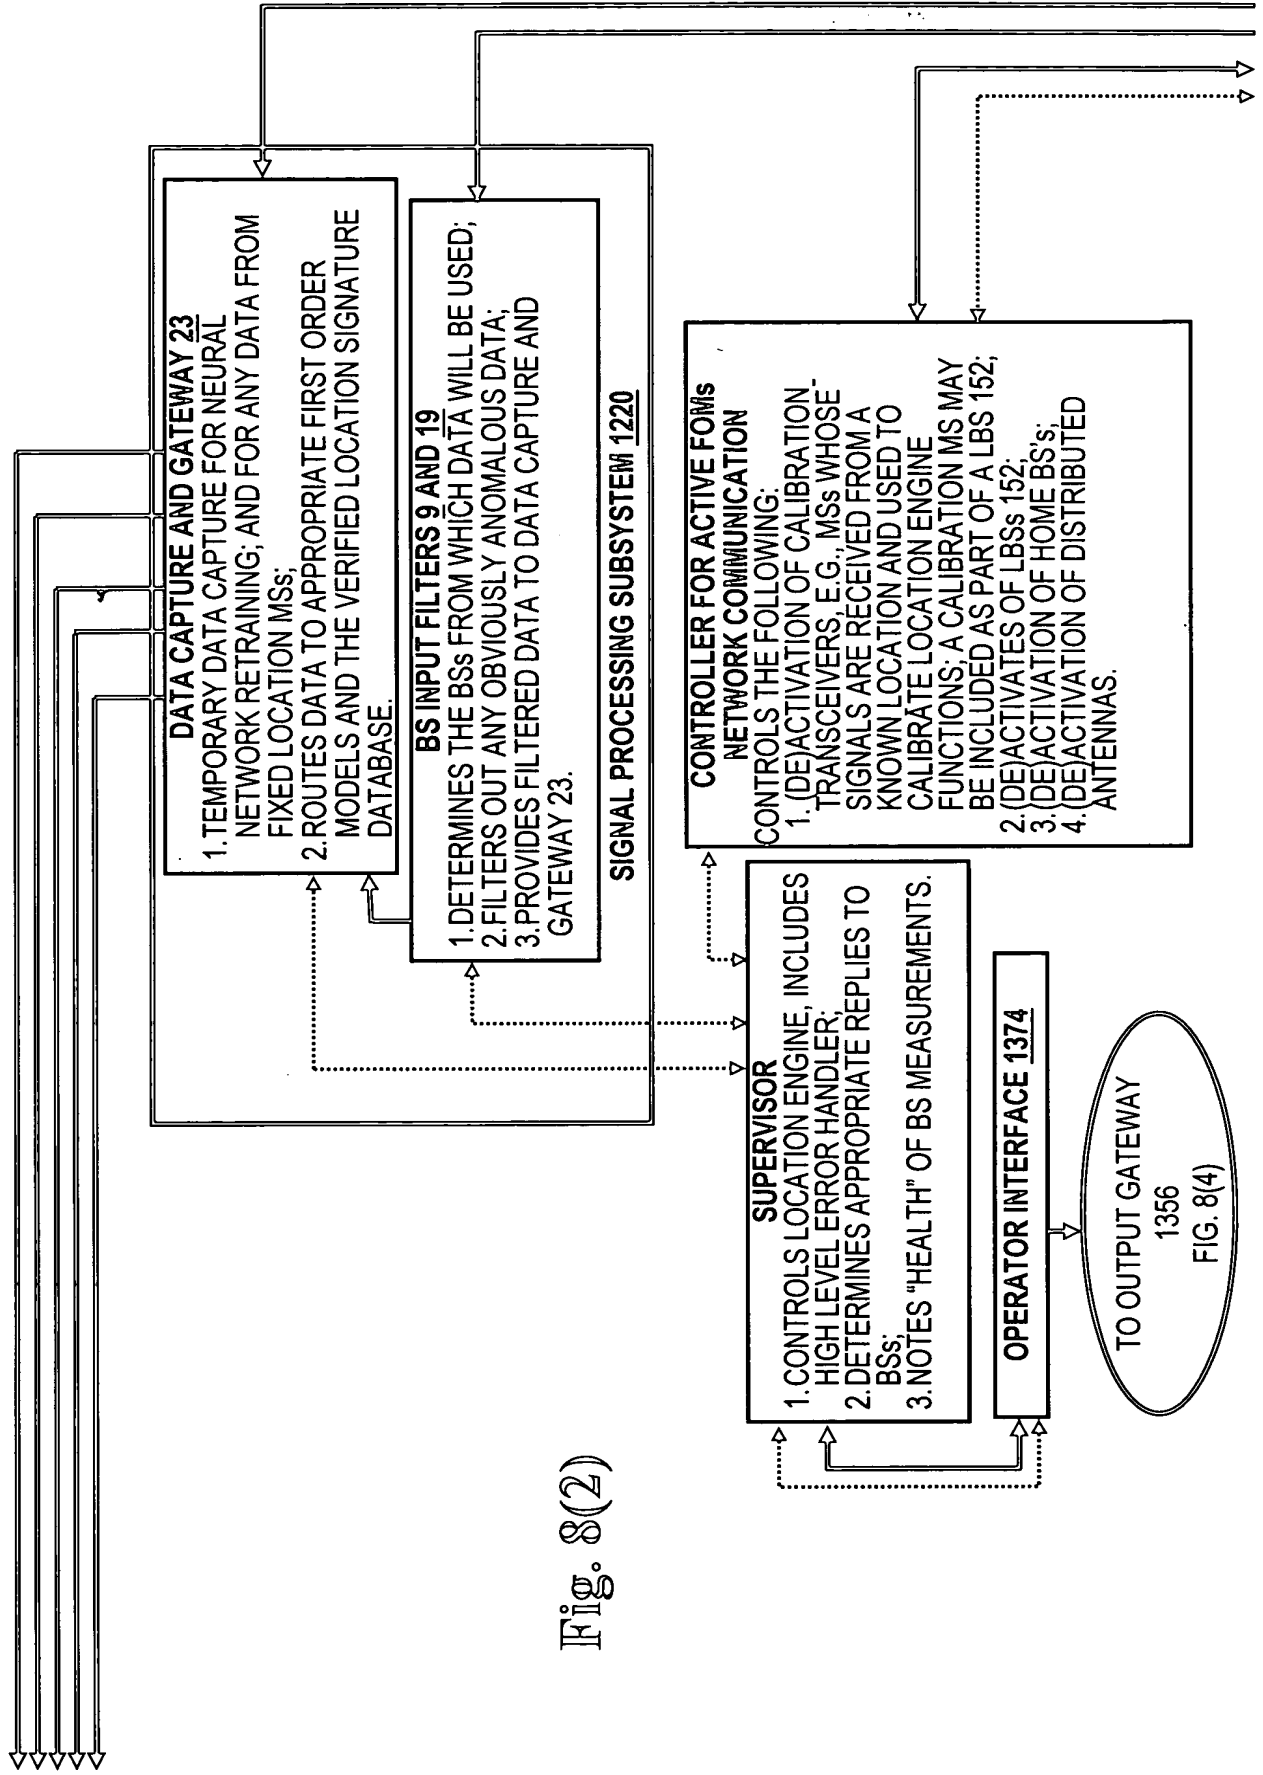 DATA CAPTURE AND GATEWAY 23
1. TEMPORARY DATA CAPTURE FOR NEURAL
NETWORK RETRAINING; AND FOR ANY DATA FROM
FIXED LOCATION MSs;
2. ROUTES DATA TO APPROPRIATE FIRST ORDER
MODELS AND THE VERIFIED LOCATION SIGNATURE
DATABASE.
BS INPUT FILTERS 9 AND 19
1. DETERMINES THE BSs FROM WHICH DATA WILL BE USED;
2. FILTERS OUT ANY OBVIOUSLY ANOMALOUS DATA;
3. PROVIDES FILTERED DATA TO DATA CAPTURE AND
GATEWAY 23.
SIGNAL PROCESSING SUBSYSTEM 1220
CONTROLLER FOR ACTIVE FOMs
NETWORK COMMUNICATION
CONTROLS THE FOLLOWING:
1. (DE)ACTIVATION OF CALIBRATION
TRANSCEIVERS, E.G., MSs WHOSE
SIGNALS ARE RECEIVED FROM A
KNOWN LOCATION AND USED TO
CALIBRATE LOCATION ENGINE
FUNCTIONS; A CALIBRATION MS MAY
BE INCLUDED AS PART OF A LBS 152;
2. (DE)ACTIVATES OF LBSs 152;
3. (DE)ACTIVATION OF HOME BS's;
4. (DE)ACTIVATION OF DISTRIBUTED
ANTENNAS.
SUPERVISOR
1. CONTROLS LOCATION ENGINE, INCLUDES
HIGH LEVEL ERROR HANDLER;
2. DETERMINES APPROPRIATE REPLIES TO
BSs;
3. NOTES "HEALTH" OF BS MEASUREMENTS.
OPERATOR INTERFACE 1374
TO OUTPUT GATEWAY
1356
FIG. 8(4)
Fig. 8(2)